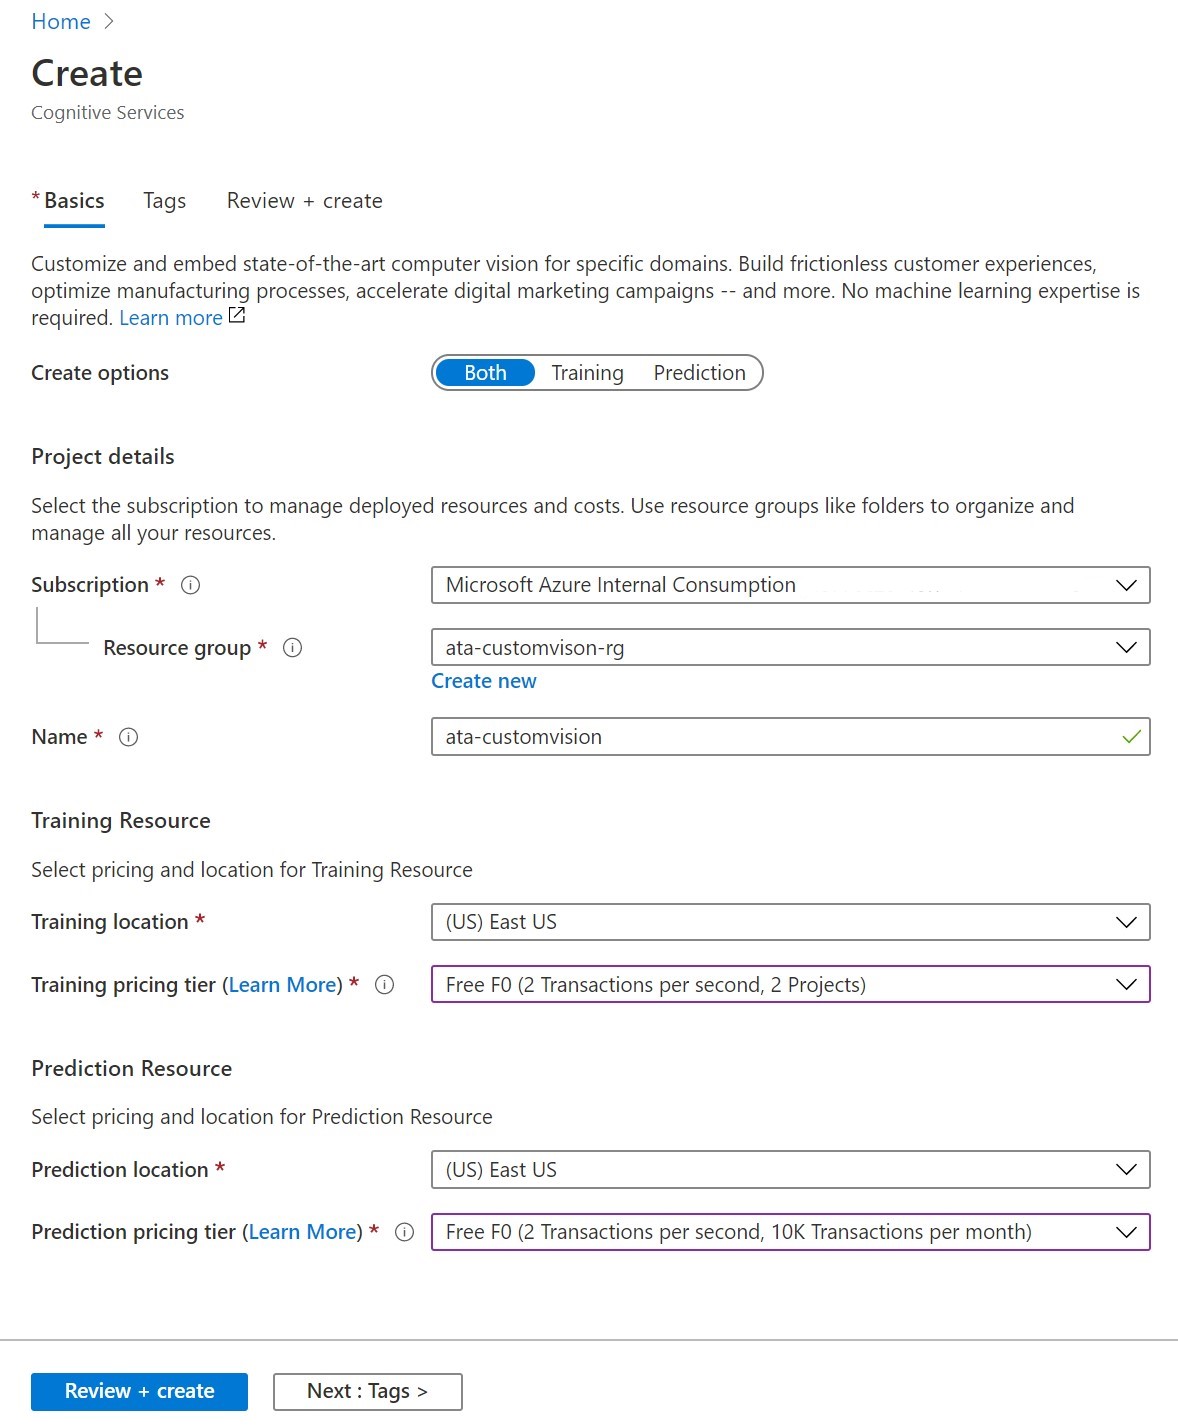 Home
Create
Cognitive Services
* Basics Tags Review + create
Customize and embed state-of-the-art computer vision for specific domains. Build frictionless customer experiences,
optimize manufacturing processes, accelerate digital marketing campaigns -- and more. No machine learning expertise is
required. Learn more
Create options Both Training Prediction
Project details
Select the subscription to manage deployed resources and costs. Use resource groups like folders to organize and
manage all your resources.
Subscription * Microsoft Azure Internal Consumption
Resource group * ata-customvison-rg
Create new
Name * ata-customvision
Training Resource
Select pricing and location for Training Resource
Training location * (US) East US
Training pricing tier (Learn More) * Free F0 (2 Transactions per second, 2 Projects)
Prediction Resource
Select pricing and location for Prediction Resource
Prediction location * (US) East US
Prediction pricing tier (Learn More) * Free F0 (2 Transactions per second, 10K Transactions per month)
Review + create Next : Tags >